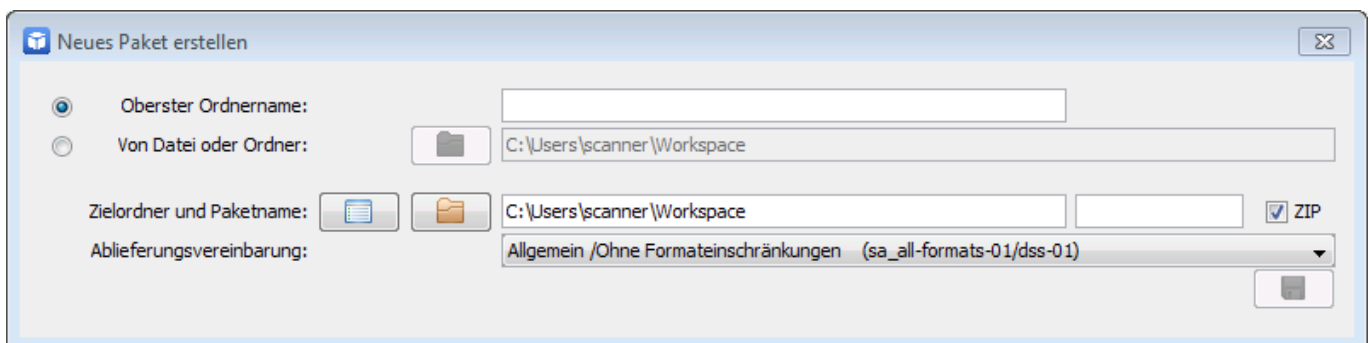 Neues Paket erstellen
Oberster Ordnername:
Von Datei oder Ordner: C:\Users\scanner\Workspace
Zielordner und Paketname: C:\Users\scanner\Workspace ZIP
Ablieferungsvereinbarung: Allgemein /Ohne Formateinschränkungen (sa_all-formats-01/dss-01)